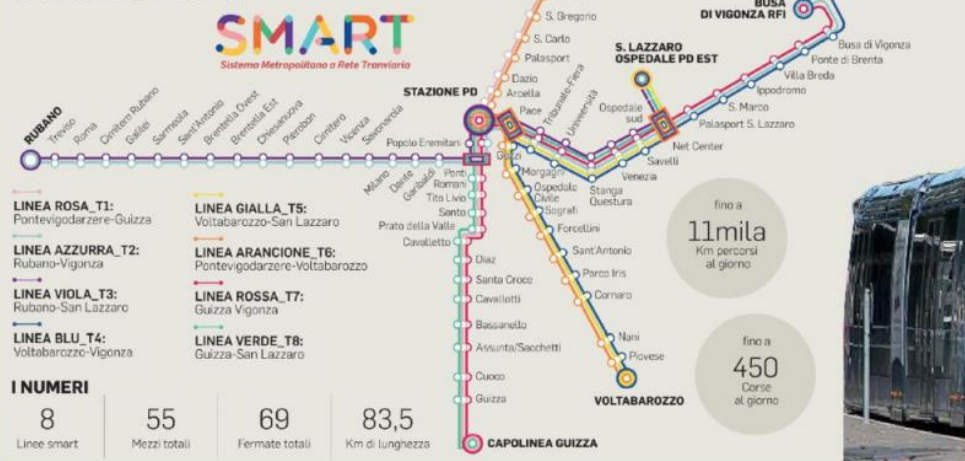 SMART
Sistema Metropolitano a Rete Tranviaria
S. Gregorio
S. Carlo
Palasport
Dazio
Arcella
STAZIONE PD
Pace
Tribunale-Fiera
Università
S. LAZZARO
OSPEDALE PD EST
Ospedale
sud
BUSA
DI VIGONZA RFI
Busa di Vigonza
Ponte di Brenta
Villa Breda
Ippodromo
S. Marco
Palasport S. Lazzaro
Net Center
Savelli
Venezia
Stanga
Questura
RUBANO
Treviso
Roma
Cimitero Rubano
Galilei
Sarmeola
Sant'Antonio
Brentella Ovest
Brentella Est
Chiesanuova
Pierobon
Cimitero
Vicenza
Savonarola
Milano
Dante
Garibaldi
Popolo Eremitani
Ponti
Romani
Tito Livio
Santo
Prato della Valle
Cavalletto
Diaz
Santa Croce
Cavallotti
Bassanello
Assunta/Sacchetti
Cuoco
Guizza
CAPOLINEA GUIZZA
Gozzi
Morgagni
Ospedale
Civile
Sografi
Forcellini
Sant'Antonio
Parco Iris
Cornaro
Nani
Piovese
VOLTABAROZZO
LINEA ROSA_T1:
Pontevigodarzere-Guizza
LINEA AZZURRA_T2:
Rubano-Vigonza
LINEA VIOLA_T3:
Rubano-San Lazzaro
LINEA BLU_T4:
Voltabarozzo-Vigonza
LINEA GIALLA_T5:
Voltabarozzo-San Lazzaro
LINEA ARANCIONE_T6:
Pontevigodarzere-Voltabarozzo
LINEA ROSSA_T7:
Guizza Vigonza
LINEA VERDE_T8:
Guizza-San Lazzaro
fino a
11mila
Km percorsi
al giorno
fino a
450
Corse
al giorno
I NUMERI
8
Linee smart
55
Mezzi totali
69
Fermate totali
83,5
Km di lunghezza